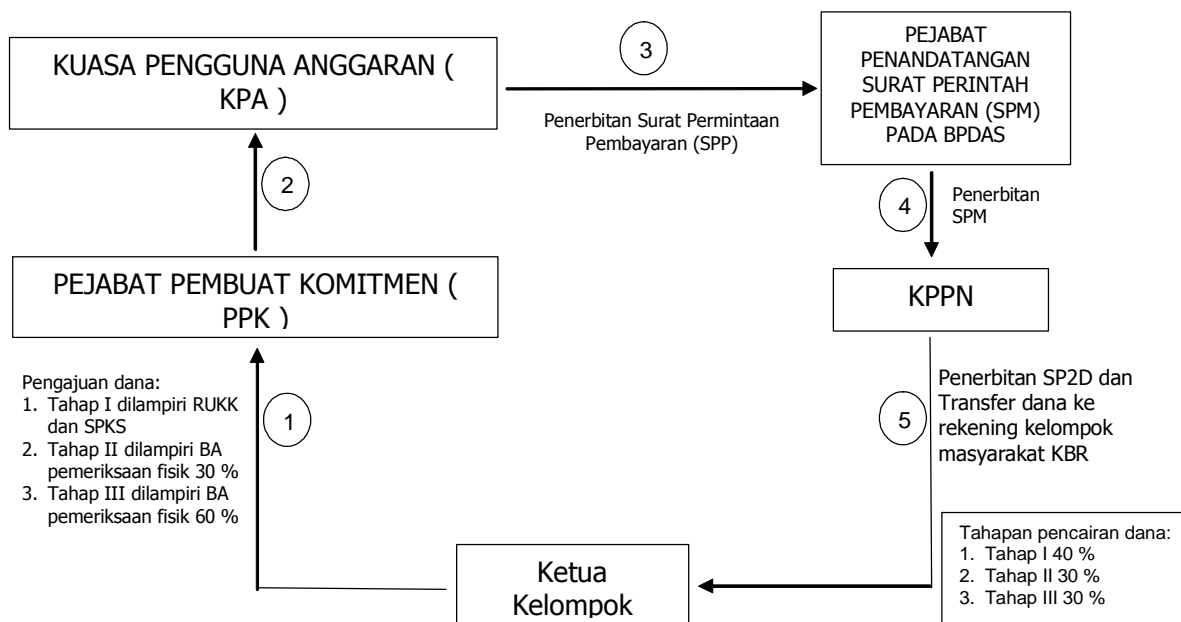 KUASA PENGGUNA ANGGARAN (
KPA )
3
Penerbitan Surat Permintaan
Pembayaran (SPP)
PEJABAT
PENANDATANGAN
SURAT PERINTAH
PEMBAYARAN (SPM)
PADA BPDAS
2
4
Penerbitan
SPM
PEJABAT PEMBUAT KOMITMEN (
PPK )
KPPN
Pengajuan dana:
1. Tahap I dilampiri RUKK
dan SPKS
2. Tahap II dilampiri BA
pemeriksaan fisik 30 %
3. Tahap III dilampiri BA
pemeriksaan fisik 60 %
1
5
Penerbitan SP2D dan
Transfer dana ke
rekening kelompok
masyarakat KBR
Ketua
Kelompok
Tahapan pencairan dana:
1. Tahap I 40 %
2. Tahap II 30 %
3. Tahap III 30 %